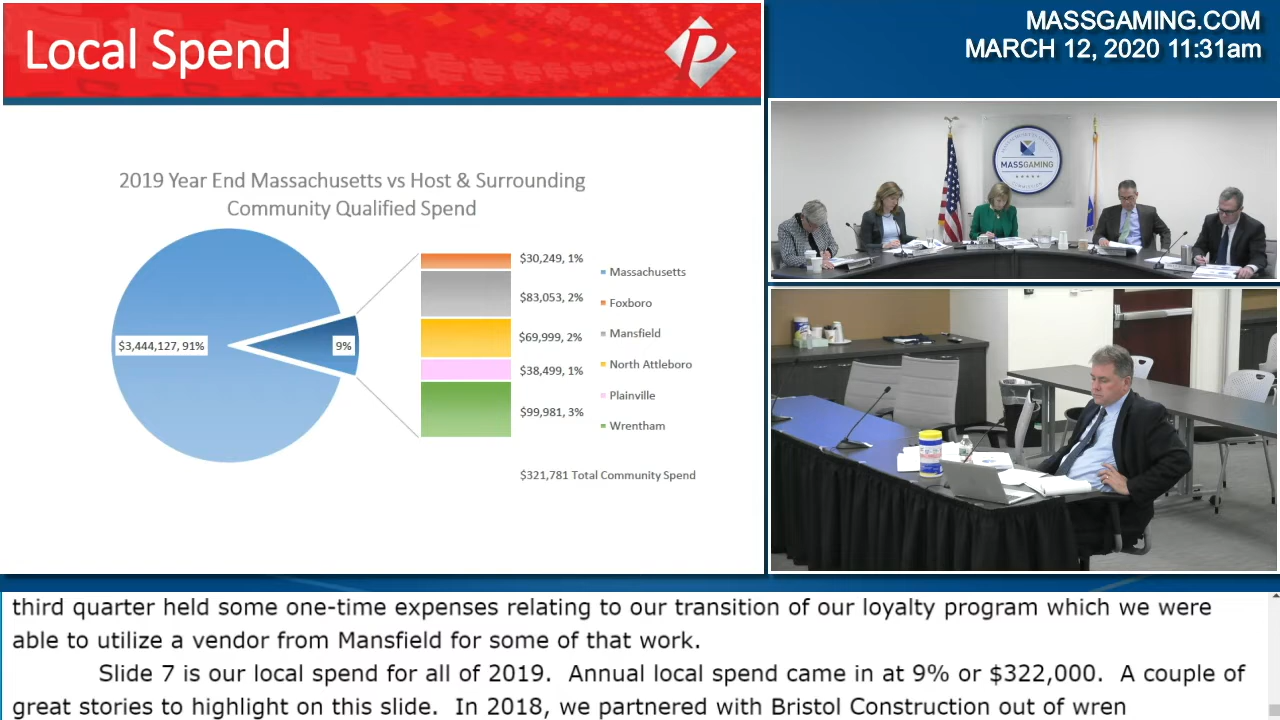 Local Spend
MASSGAMING.COM
MARCH 12, 2020 11:31am
2019 Year End Massachusetts vs Host & Surrounding
Community Qualified Spend
$3,444,127, 91%
9%
$30,249, 1%
$83,053, 2%
$69,999, 2%
$38,499, 1%
$99,981, 3%
Massachusetts
Foxboro
Mansfield
North Attleboro
Plainville
Wrentham
$321,781 Total Community Spend
MASSGAMING
third quarter held some one-time expenses relating to our transition of our loyalty program which we were
able to utilize a vendor from Mansfield for some of that work.
Slide 7 is our local spend for all of 2019. Annual local spend came in at 9% or $322,000. A couple of
great stories to highlight on this slide. In 2018, we partnered with Bristol Construction out of wren